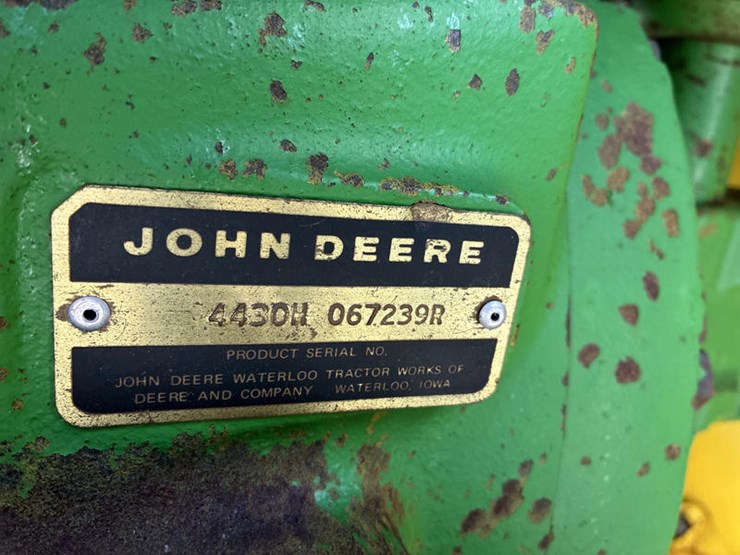 JOHN DEERE
4430H 067239R
PRODUCT SERIAL NO.
JOHN DEERE WATERLOO TRACTOR WORKS OF
DEERE AND COMPANY WATERLOO, IOWA